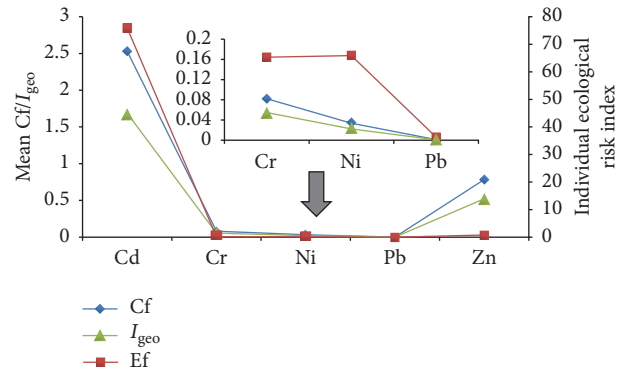 Mean Cf/I_geo
3
2.5
2
1.5
1
0.5
0
0.2
0.16
0.12
0.08
0.04
0
Cr Ni Pb
80
70
60
50
40
30
20
10
0
Individual ecological
risk index
Cd Cr Ni Pb Zn
Cf
I_geo
Ef